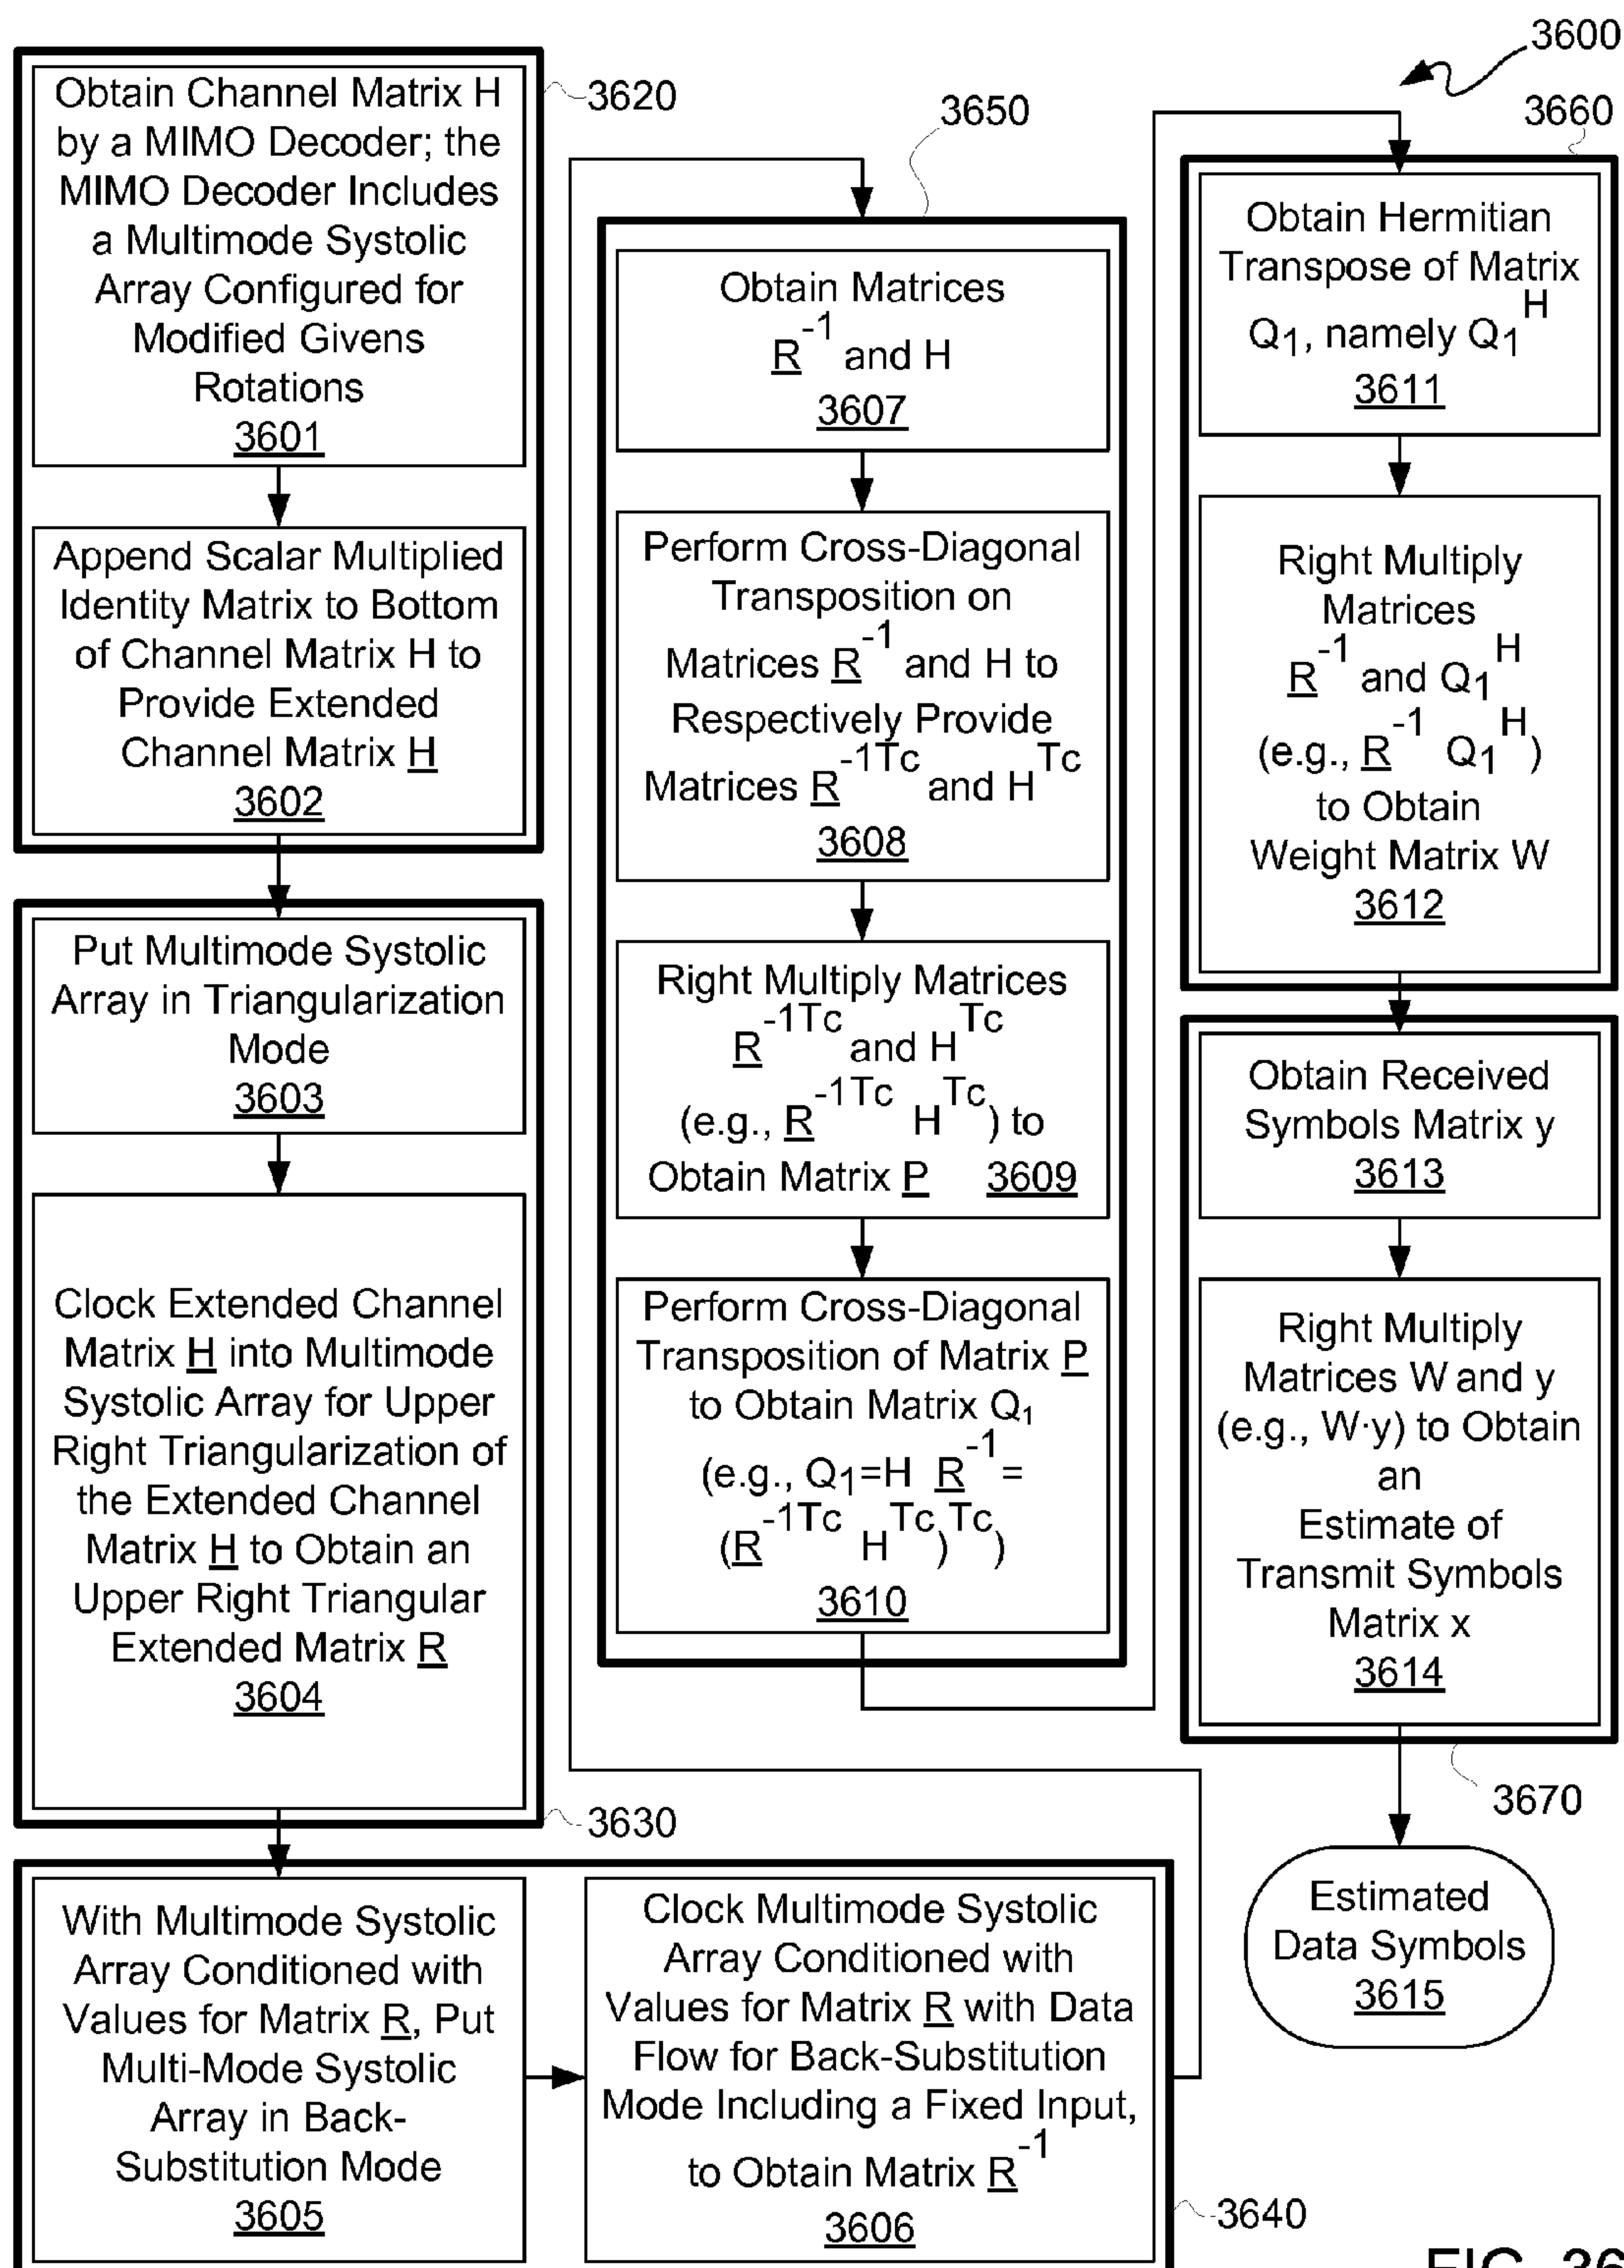 3600
Obtain Channel Matrix H
by a MIMO Decoder; the
MIMO Decoder Includes
a Multimode Systolic
Array Configured for
Modified Givens
Rotations
3601
Append Scalar Multiplied
Identity Matrix to Bottom
of Channel Matrix H to
Provide Extended
Channel Matrix H
3602
3620
Put Multimode Systolic
Array in Triangularization
Mode
3603
Clock Extended Channel
Matrix H into Multimode
Systolic Array for Upper
Right Triangularization of
the Extended Channel
Matrix H to Obtain an
Upper Right Triangular
Extended Matrix R
3604
3630
With Multimode Systolic
Array Conditioned with
Values for Matrix R, Put
Multi-Mode Systolic
Array in Back-
Substitution Mode
3605
Clock Multimode Systolic
Array Conditioned with
Values for Matrix R with Data
Flow for Back-Substitution
Mode Including a Fixed Input,
to Obtain Matrix R^-1
3606
3640
3650
Obtain Matrices
R^-1 and H
3607
Perform Cross-Diagonal
Transposition on
Matrices R^-1 and H to
Respectively Provide
Matrices R^-1Tc and H^Tc
3608
Right Multiply Matrices
R^-1Tc and H^Tc
(e.g., R^-1Tc H^Tc) to
Obtain Matrix P 3609
Perform Cross-Diagonal
Transposition of Matrix P
to Obtain Matrix Q1
(e.g., Q1=H R^-1=
(R^-1Tc H^Tc)^Tc)
3610
3660
Obtain Hermitian
Transpose of Matrix
Q1, namely Q1^H
3611
Right Multiply
Matrices
R^-1 and Q1^H
(e.g., R^-1 Q1^H)
to Obtain
Weight Matrix W
3612
Obtain Received
Symbols Matrix y
3613
Right Multiply
Matrices W and y
(e.g., W·y) to Obtain
an
Estimate of
Transmit Symbols
Matrix x
3614
3670
Estimated
Data Symbols
3615
FIG. 36